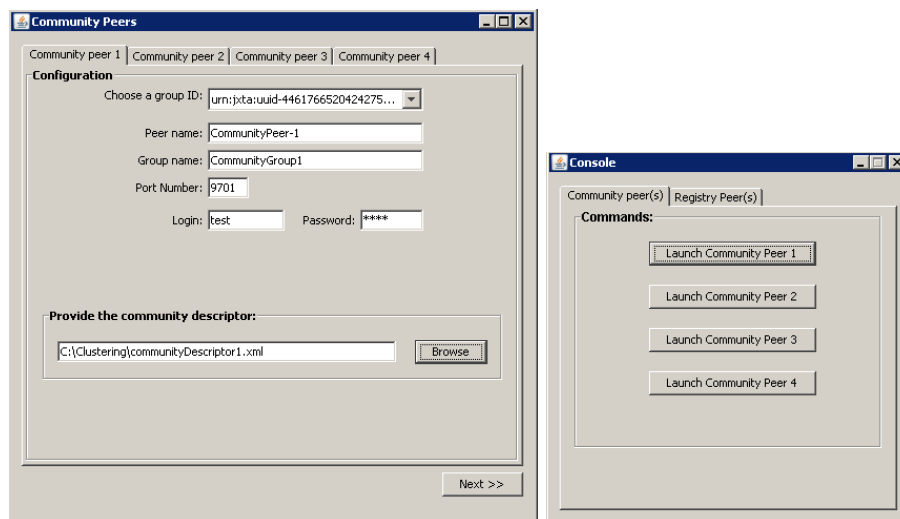 Community Peers
Community peer 1 Community peer 2 Community peer 3 Community peer 4
Configuration
Choose a group ID: urn:jxta:uuid-4461766520424275...
Peer name: CommunityPeer-1
Group name: CommunityGroup1
Port Number: 9701
Login: test Password: ****
Provide the community descriptor:
C:\Clustering\communityDescriptor1.xml Browse
Next >>
Console
Community peer(s) Registry Peer(s)
Commands:
Launch Community Peer 1
Launch Community Peer 2
Launch Community Peer 3
Launch Community Peer 4